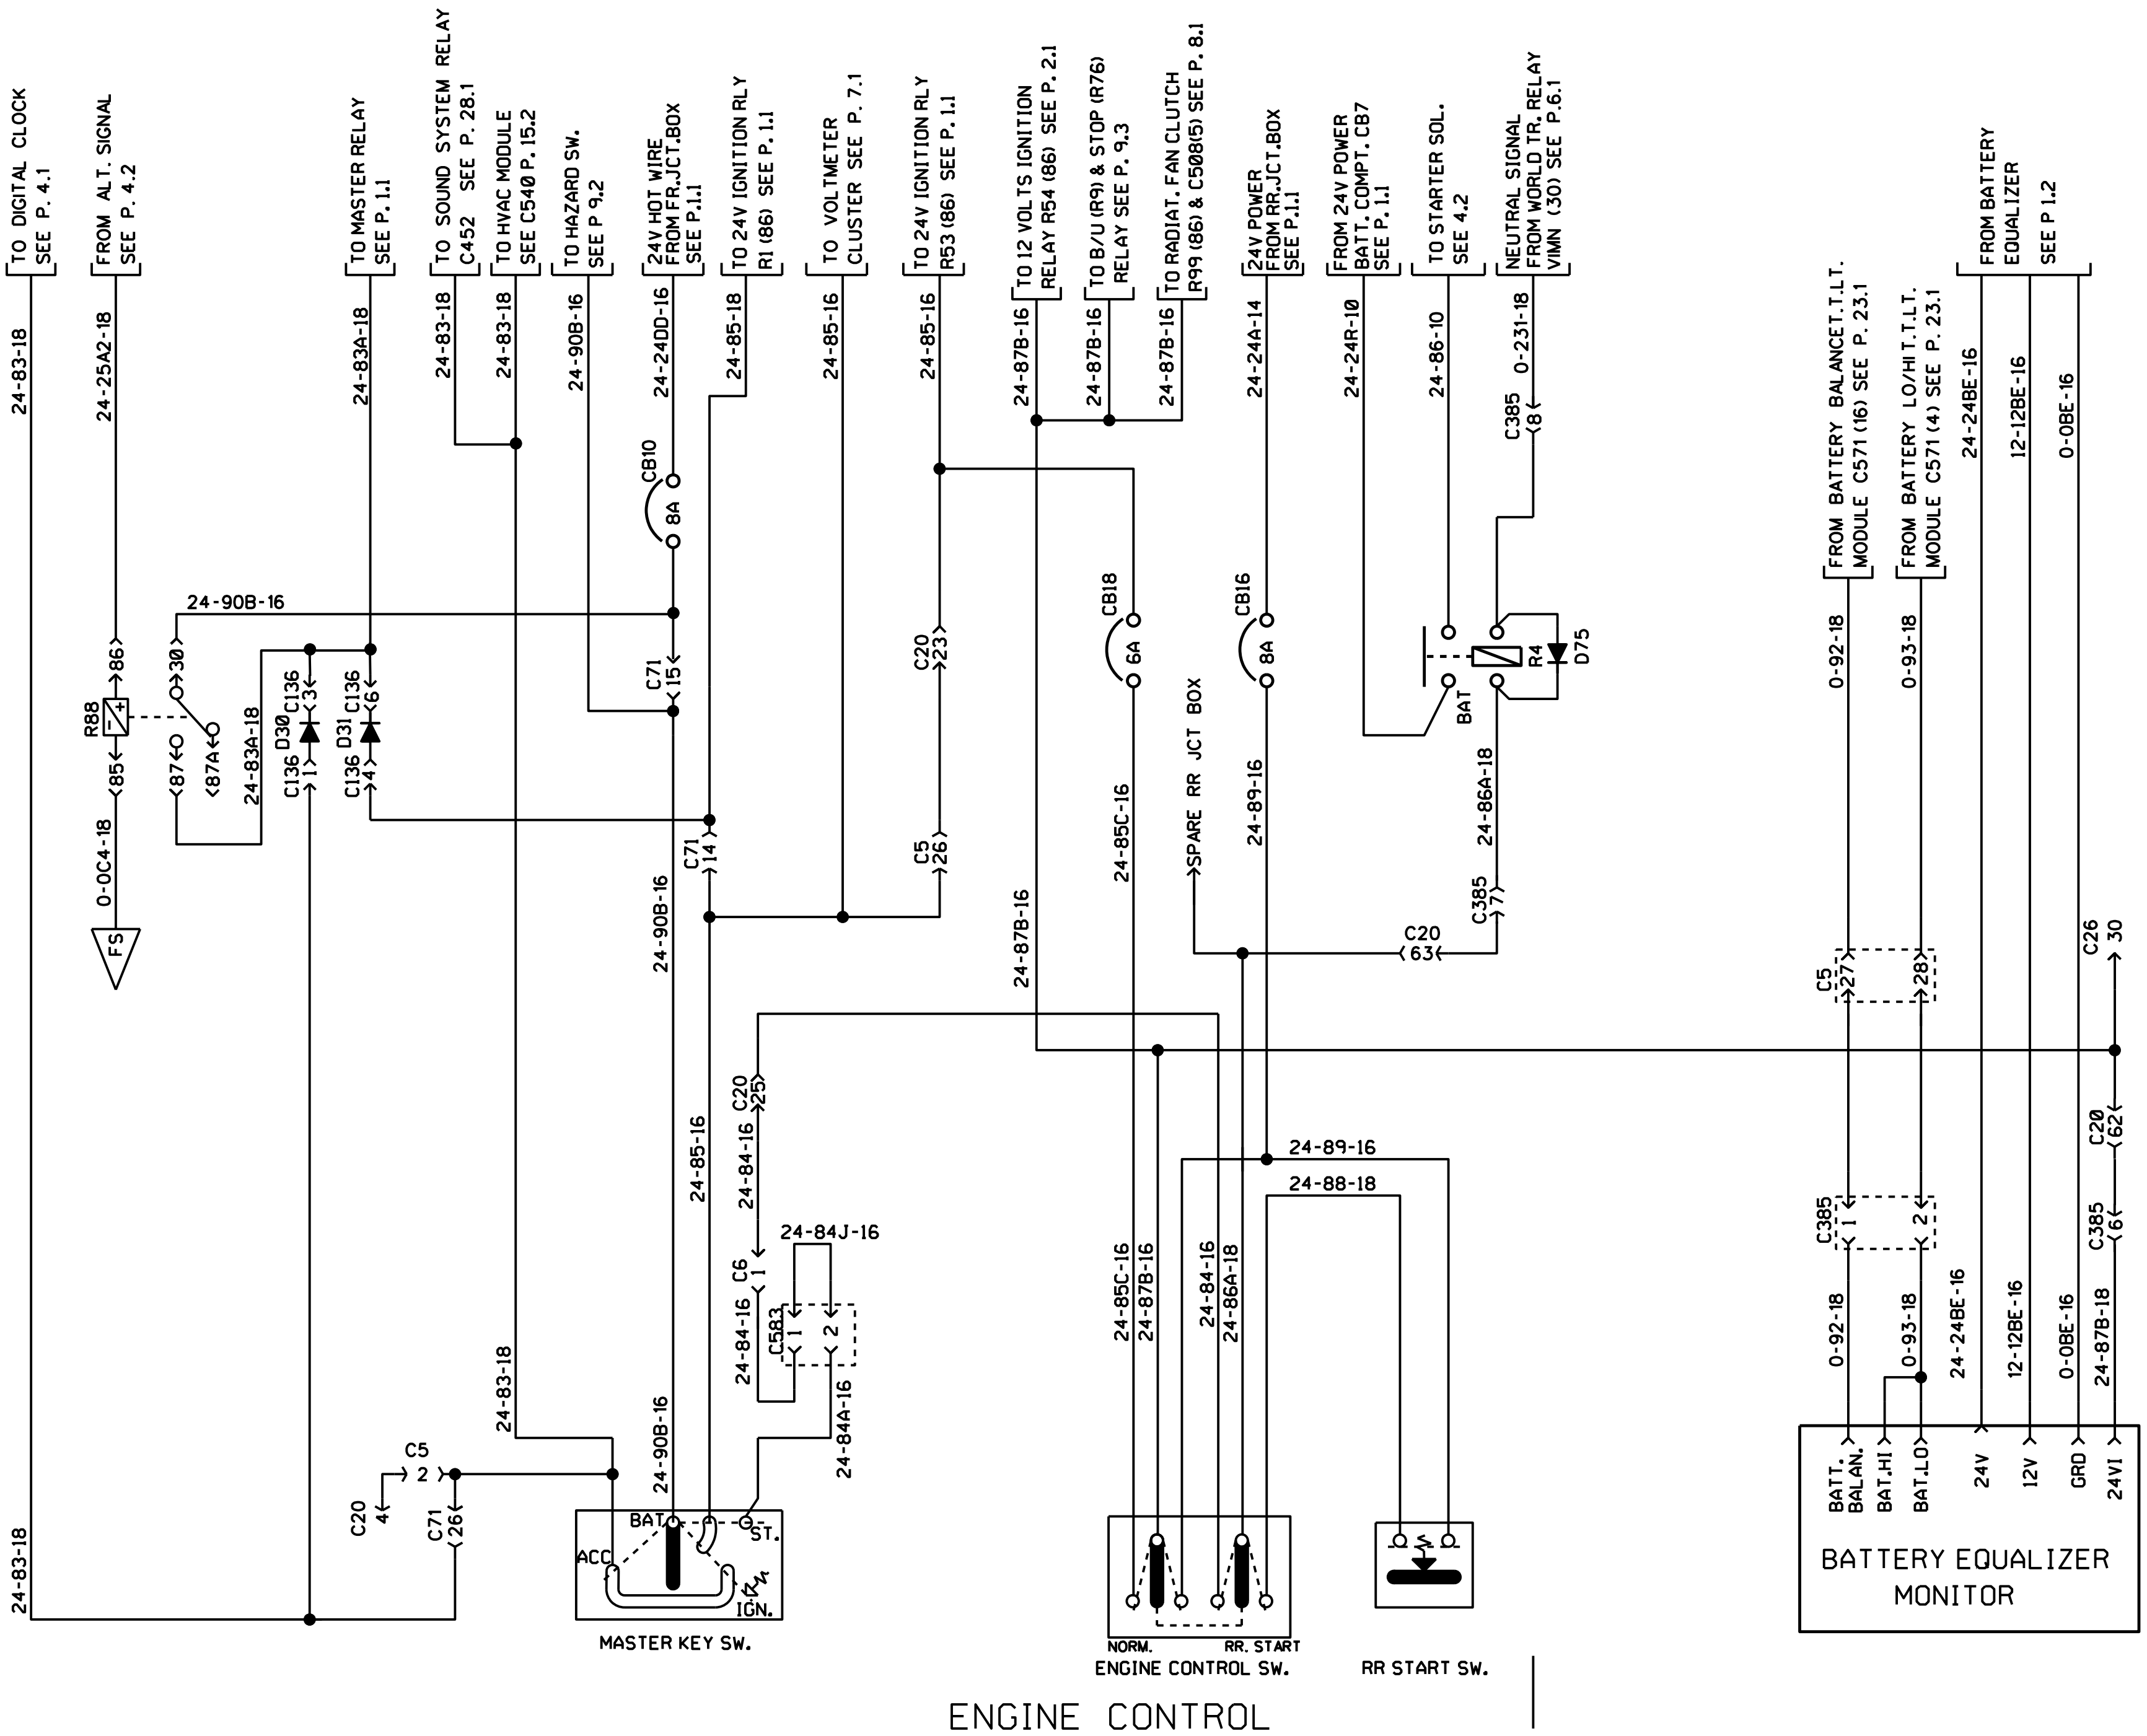 TO DIGITAL CLOCK
SEE P. 4.1
FROM ALT. SIGNAL
SEE P. 4.2
TO MASTER RELAY
SEE P. 1.1
TO SOUND SYSTEM RELAY
C452 SEE P. 28.1
TO HVAC MODULE
SEE C540 P. 15.2
TO HAZARD SW.
SEE P 9.2
24V HOT WIRE
FROM FR.JCT.BOX
SEE P.1.1
TO 24V IGNITION RLY
R1 (86) SEE P. 1.1
TO VOLTMETER
CLUSTER SEE P. 7.1
TO 24V IGNITION RLY
R53 (86) SEE P. 1.1
TO 12 VOLTS IGNITION
RELAY R54 (86) SEE P. 2.1
TO B/U (R9) & STOP (R76)
RELAY SEE P. 9.3
TO RADIAT. FAN CLUTCH
R99 (86) & C508(5) SEE P. 8.1
24V POWER
FROM RR.JCT.BOX
SEE P.1.1
FROM 24V POWER
BATT. COMPT. CB7
SEE P. 1.1
TO STARTER SOL.
SEE 4.2
NEUTRAL SIGNAL
FROM WORLD TR. RELAY
VIMN (30) SEE P.6.1
FROM BATTERY BALANCET.T.LT.
MODULE C571 (16) SEE P. 23.1
FROM BATTERY LO/HI T.T.LT.
MODULE C571 (4) SEE P. 23.1
FROM BATTERY
EQUALIZER
SEE P 1.2
24-83-18
24-25A2-18
24-83A-18
24-83-18
24-83-18
24-90B-16
24-24DD-16
24-85-18
24-85-16
24-85-16
24-87B-16
24-87B-16
24-87B-16
24-24A-14
24-24R-10
24-86-10
0-231-18
24-24BE-16
12-12BE-16
0-0BE-16
C385
8
CB10
8A
24-90B-16
CB18
6A
CB16
8A
R4
D75
BAT
0-92-18
0-93-18
R88
86
+
-
85
30
87
87A
24-83A-18
C136
3
D30
C136
1
C136
6
D31
C136
4
C71
15
C20
23
SPARE RR JCT BOX
0-0C4-18
FS
24-90B-16
C71
14
C5
26
24-87B-16
24-85C-16
24-89-16
24-86A-18
C385
7
C20
63
C5
27
28
C26
30
C20
25
24-84-16
24-85-16
24-89-16
24-88-18
C20
62
C385
1
2
C385
6
24-84J-16
C6
1
24-84-16
C583
1
2
24-84A-16
24-85C-16
24-87B-16
24-84-16
24-86A-18
0-92-18
0-93-18
24-24BE-16
12-12BE-16
0-0BE-16
24-87B-18
24-83-18
24-90B-16
C5
2
C20
4
C71
26
24-83-18
BAT
ST.
ACC
IGN.
MASTER KEY SW.
NORM.
RR. START
ENGINE CONTROL SW.
RR START SW.
BATT.
BALAN.
BAT.HI
BAT.LO
24V
12V
GRD
24VI
BATTERY EQUALIZER
MONITOR
ENGINE CONTROL